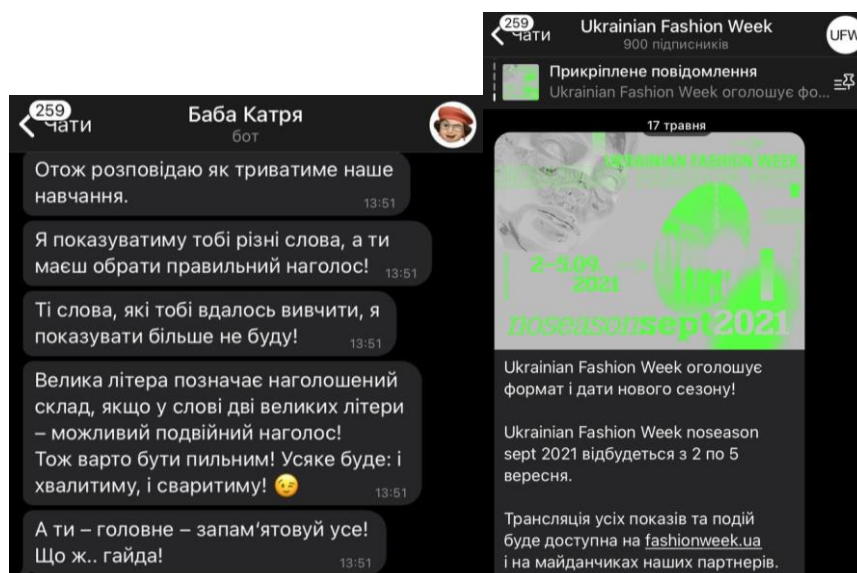 259
Чати
Баба Катря
бот
Отож розповідаю як триватиме наше
навчання.
13:51
Я показуватиму тобі різні слова, а ти
маєш обрати правильний наголос!
13:51
Ті слова, які тобі вдалось вивчити, я
показувати більше не буду!
13:51
Велика літера позначає наголошений
склад, якщо у слові дві великих літери
– можливий подвійний наголос!
Тож варто бути пильним! Усяке буде: і
хвалитиму, і сваритиму! 😉
13:51
А ти – головне – запам‘ятовуй усе!
Що ж.. гайда!
13:51
259
Чати
Ukrainian Fashion Week
900 підписників
UFW
Прикріплене повідомлення
Ukrainian Fashion Week оголошує фо...
17 травня
UKRAINIAN FASHION WEEK
2–5.09
2021
noseasonsept2021
Ukrainian Fashion Week оголошує
формат і дати нового сезону!
Ukrainian Fashion Week noseason
sept 2021 відбудеться з 2 по 5
вересня.
Трансляція усіх показів та подій
буде доступна на fashionweek.ua
і на майданчиках наших партнерів.